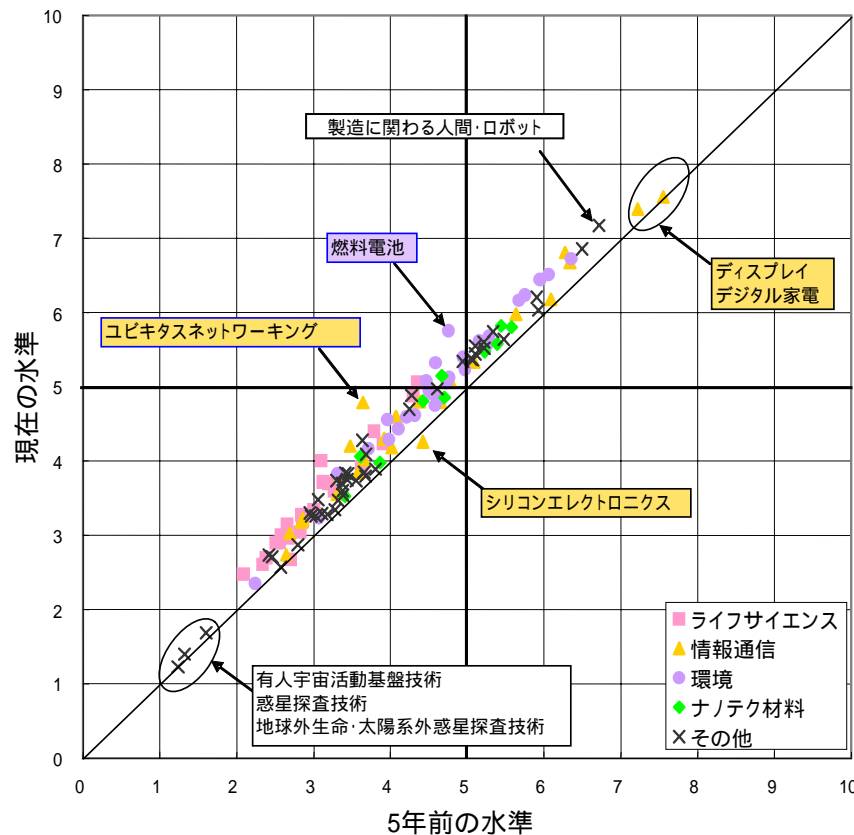 10
9
8
7
6
5
4
3
2
1
0
現在の水準
製造に関わる人間・ロボット
燃料電池
ディスプレイ
デジタル家電
ユビキタスネットワーキング
シリコンエレクトロニクス
有人宇宙活動基盤技術
惑星探査技術
地球外生命・太陽系外惑星探査技術
ライフサイエンス
情報通信
環境
ナノテク材料
その他
0 1 2 3 4 5 6 7 8 9 10
5年前の水準